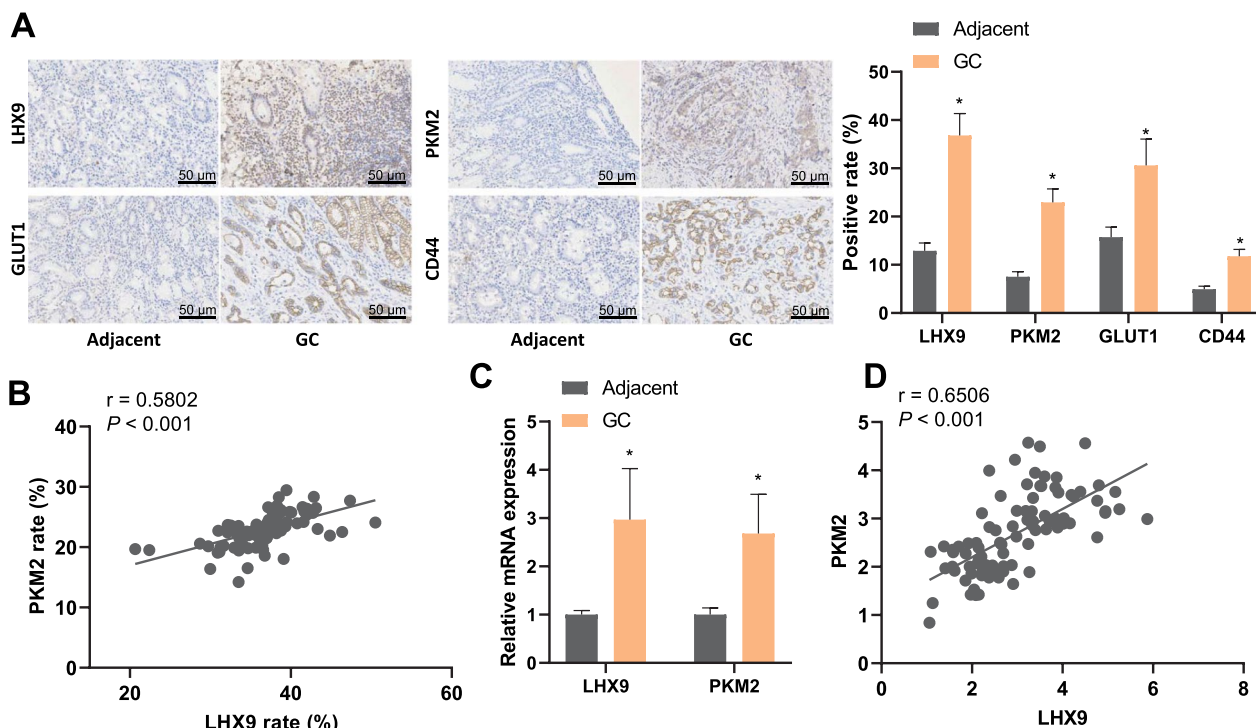 A
LHX9
50 µm
50 µm
PKM2
50 µm
50 µm
GLUT1
50 µm
50 µm
CD44
50 µm
50 µm
Adjacent
GC
Adjacent
GC
Adjacent
GC
Positive rate (%)
50
40
30
20
10
0
*
*
*
*
LHX9
PKM2
GLUT1
CD44
B
r = 0.5802
P < 0.001
PKM2 rate (%)
40
30
20
10
0
20
40
60
LHX9 rate (%)
C
Adjacent
GC
Relative mRNA expression
5
4
3
2
1
0
*
*
LHX9
PKM2
D
r = 0.6506
P < 0.001
PKM2
5
4
3
2
1
0
0
2
4
6
8
LHX9